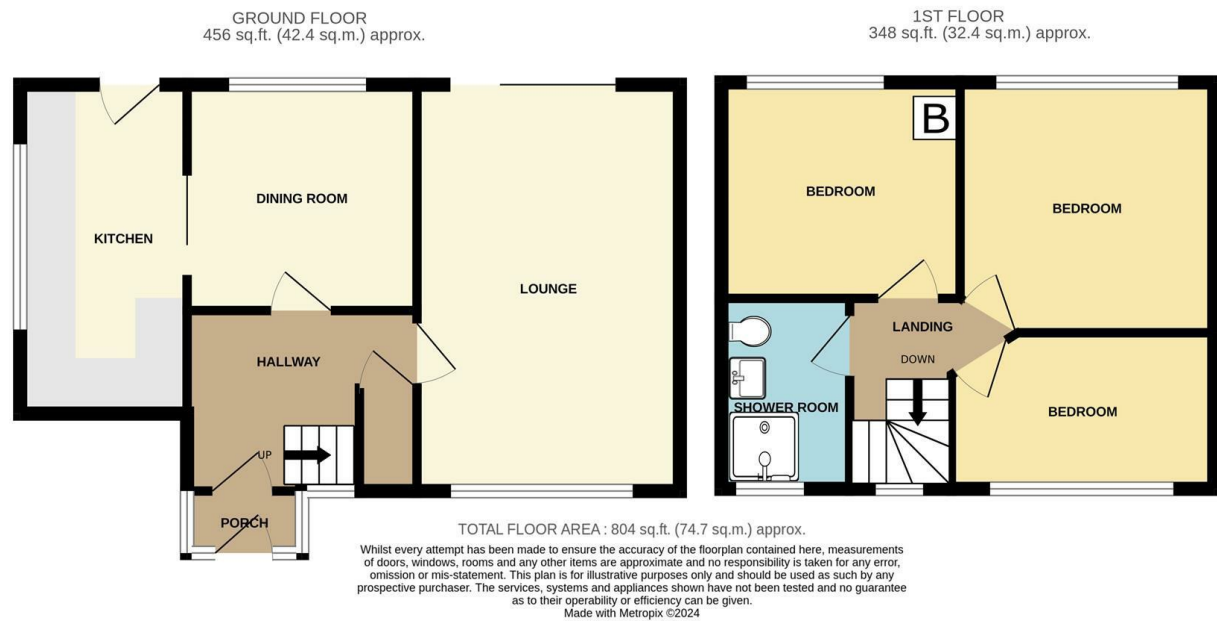 GROUND FLOOR
456 sq.ft. (42.4 sq.m.) approx.
KITCHEN
DINING ROOM
LOUNGE
HALLWAY
UP
PORCH
1ST FLOOR
348 sq.ft. (32.4 sq.m.) approx.
B
BEDROOM
BEDROOM
LANDING
DOWN
SHOWER ROOM
BEDROOM
TOTAL FLOOR AREA : 804 sq.ft. (74.7 sq.m.) approx.
Whilst every attempt has been made to ensure the accuracy of the floorplan contained here, measurements
of doors, windows, rooms and any other items are approximate and no responsibility is taken for any error,
omission or mis-statement. This plan is for illustrative purposes only and should be used as such by any
prospective purchaser. The services, systems and appliances shown have not been tested and no guarantee
as to their operability or efficiency can be given.
Made with Metropix ©2024